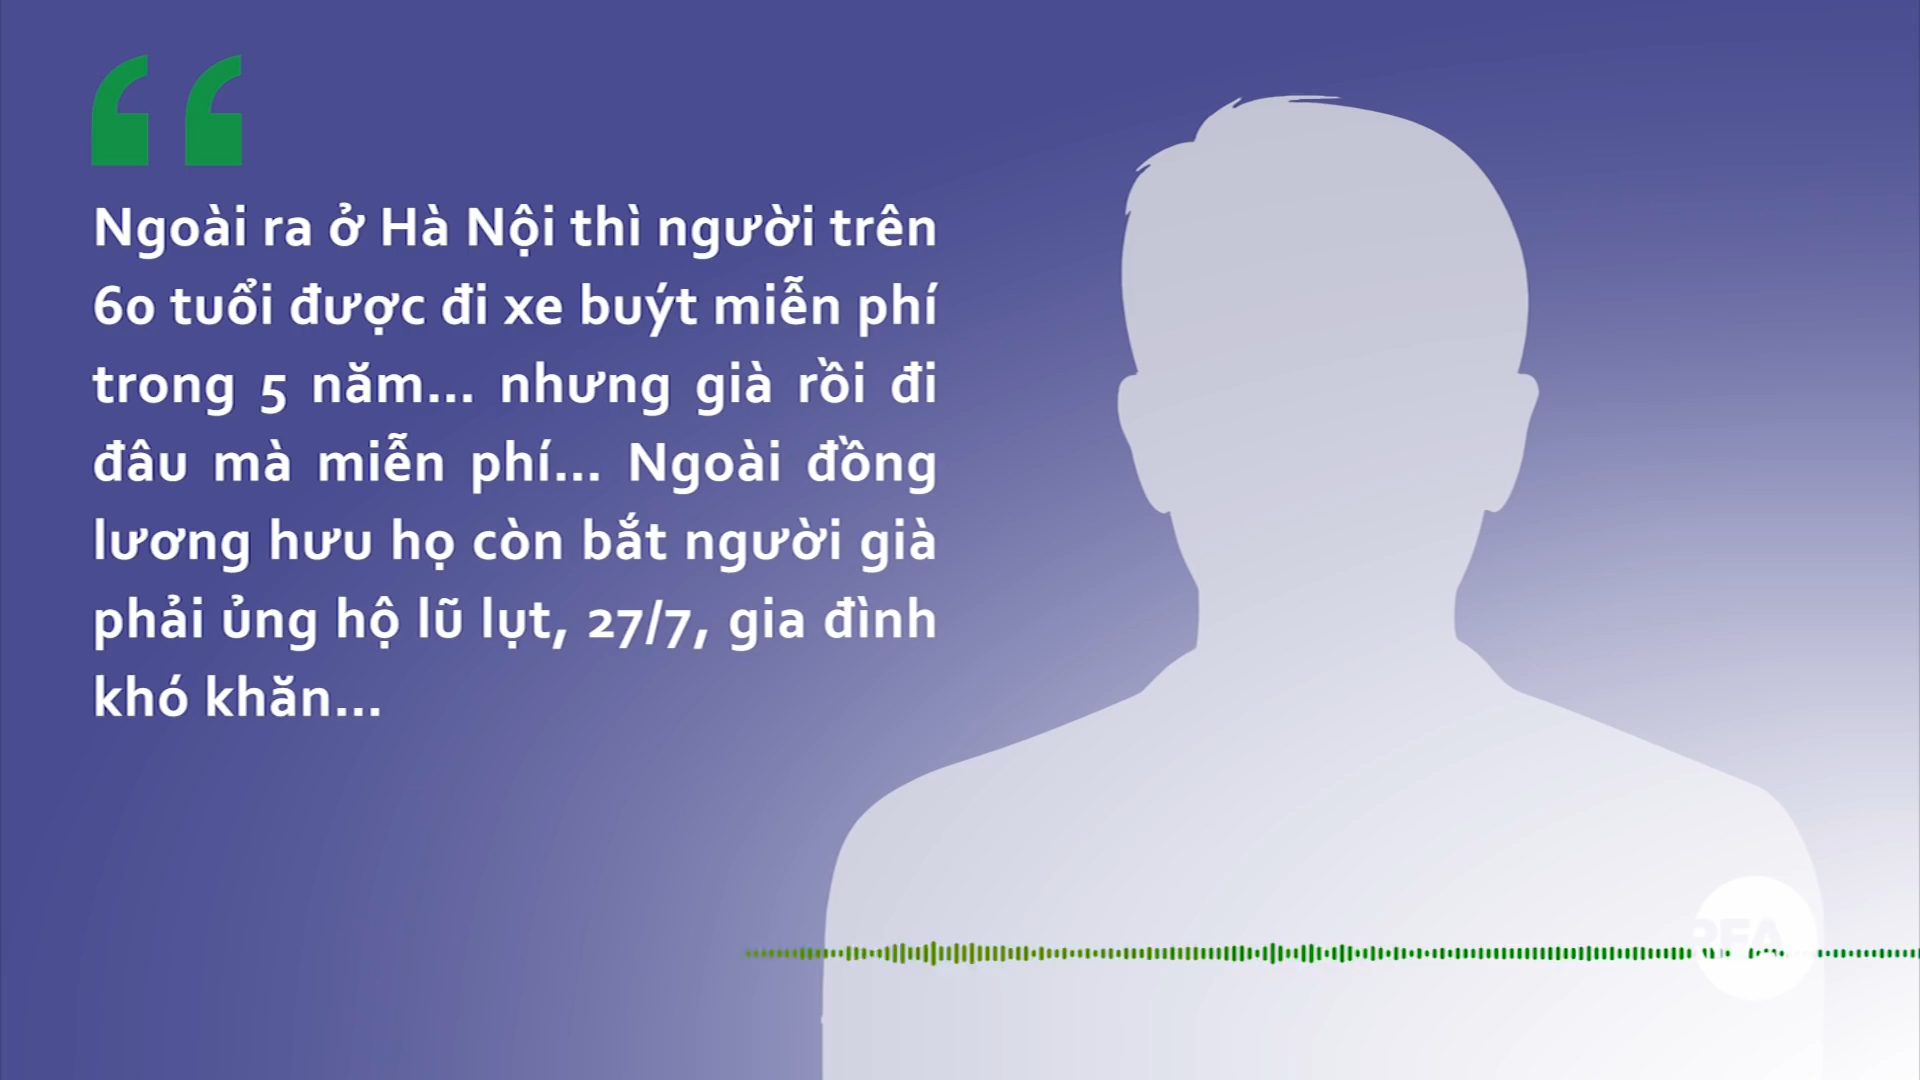 Ngoài ra ở Hà Nội thì người trên
60 tuổi được đi xe buýt miễn phí
trong 5 năm... nhưng già rồi đi
đâu mà miễn phí... Ngoài đồng
lương hưu họ còn bắt người già
phải ủng hộ lũ lụt, 27/7, gia đình
khó khăn...
RFA